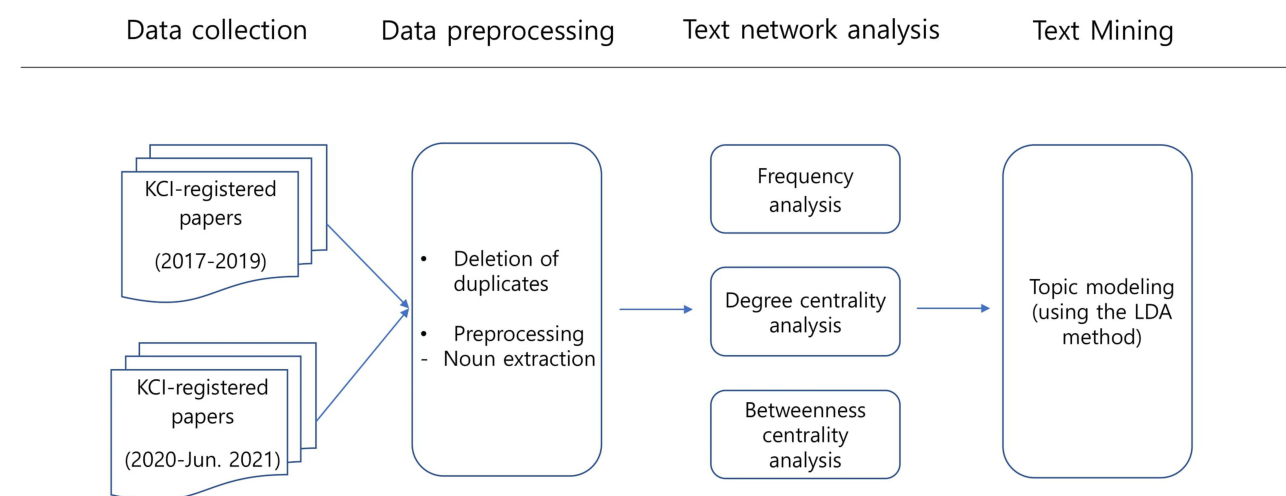 Data collection
Data preprocessing
Text network analysis
Text Mining
KCI-registered
papers
(2017-2019)
KCI-registered
papers
(2020-Jun. 2021)
• Deletion of
duplicates
• Preprocessing
- Noun extraction
Frequency
analysis
Degree centrality
analysis
Betweenness
centrality
analysis
Topic modeling
(using the LDA
method)